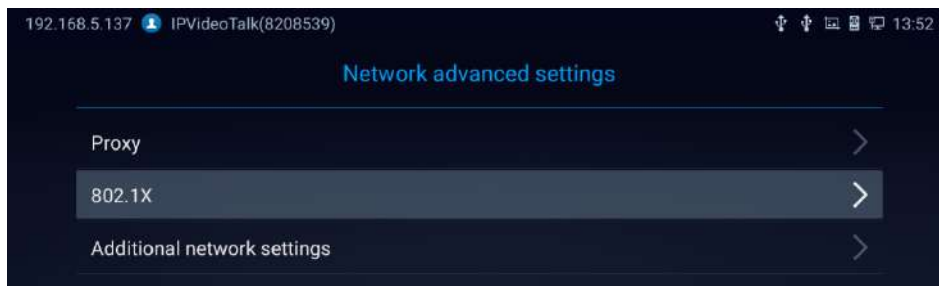 192.168.5.137 IPVideoTalk(8208539) 13:52
Network advanced settings
Proxy
802.1X
Additional network settings